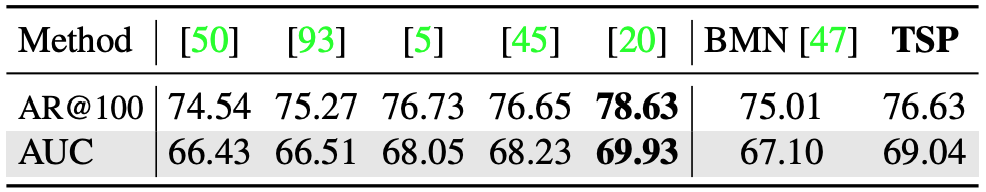 Method [50] [93] [5] [45] [20] BMN [47] TSP
AR@100 74.54 75.27 76.73 76.65 78.63 75.01 76.63
AUC 66.43 66.51 68.05 68.23 69.93 67.10 69.04